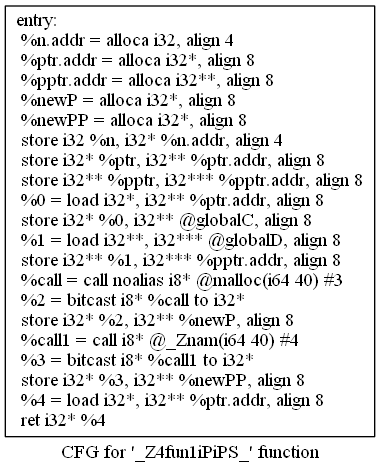 entry:
%n.addr = alloca i32, align 4
%ptr.addr = alloca i32*, align 8
%pptr.addr = alloca i32**, align 8
%newP = alloca i32*, align 8
%newPP = alloca i32*, align 8
store i32 %n, i32* %n.addr, align 4
store i32* %ptr, i32** %ptr.addr, align 8
store i32** %pptr, i32*** %pptr.addr, align 8
%0 = load i32*, i32** %ptr.addr, align 8
store i32* %0, i32** @globalC, align 8
%1 = load i32**, i32*** @globalD, align 8
store i32** %1, i32*** %pptr.addr, align 8
%call = call noalias i8* @malloc(i64 40) #3
%2 = bitcast i8* %call to i32*
store i32* %2, i32** %newP, align 8
%call1 = call i8* @_Znam(i64 40) #4
%3 = bitcast i8* %call1 to i32*
store i32* %3, i32** %newPP, align 8
%4 = load i32*, i32** %ptr.addr, align 8
ret i32* %4
CFG for '_Z4fun1iPiPS_' function